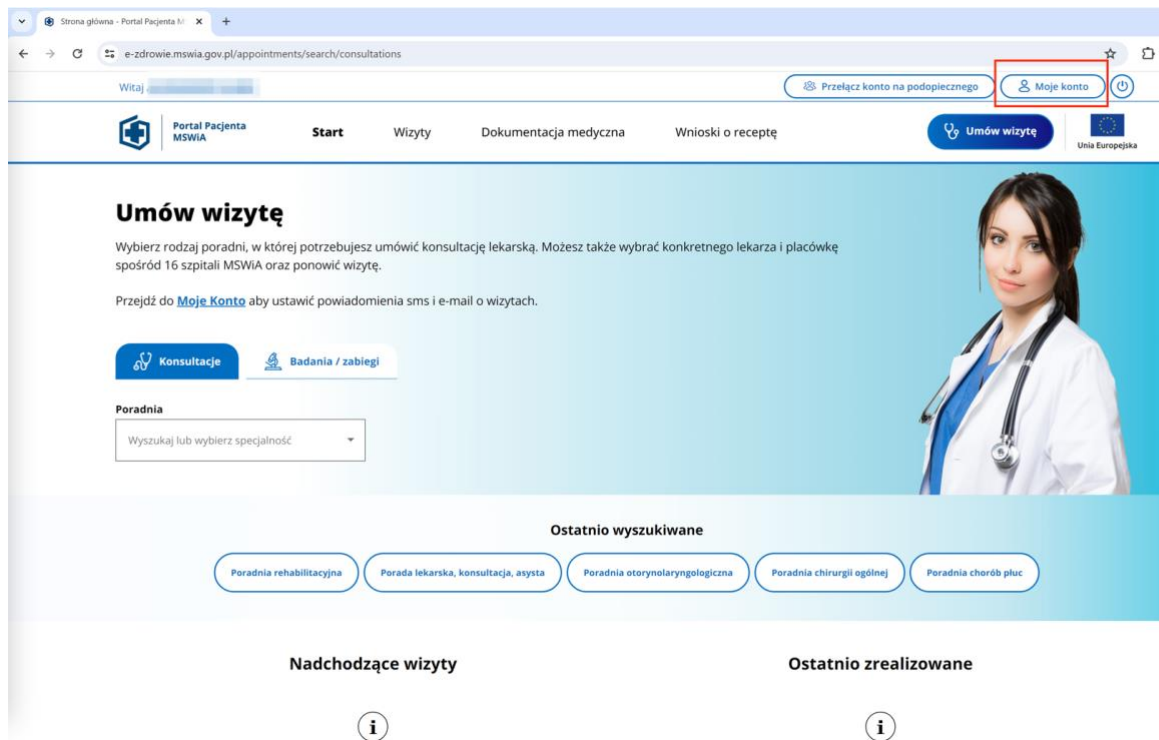 Strona główna - Portal Pacjenta M
e-zdrowie.mswia.gov.pl/appointments/search/consultations
Witaj
Przełącz konto na podopiecznego
Moje konto
Portal Pacjenta
MSWiA
Start
Wizyty
Dokumentacja medyczna
Wnioski o receptę
Umów wizytę
Unia Europejska
Umów wizytę
Wybierz rodzaj poradni, w której potrzebujesz umówić konsultację lekarską. Możesz także wybrać konkretnego lekarza i placówkę
spośród 16 szpitali MSWiA oraz ponowić wizytę.
Przejdź do Moje Konto aby ustawić powiadomienia sms i e-mail o wizytach.
Konsultacje
Badania / zabiegi
Poradnia
Wyszukaj lub wybierz specjalność
Ostatnio wyszukiwane
Poradnia rehabilitacyjna
Porada lekarska, konsultacja, asysta
Poradnia otorynolaryngologiczna
Poradnia chirurgii ogólnej
Poradnia chorób płuc
Nadchodzące wizyty
Ostatnio zrealizowane